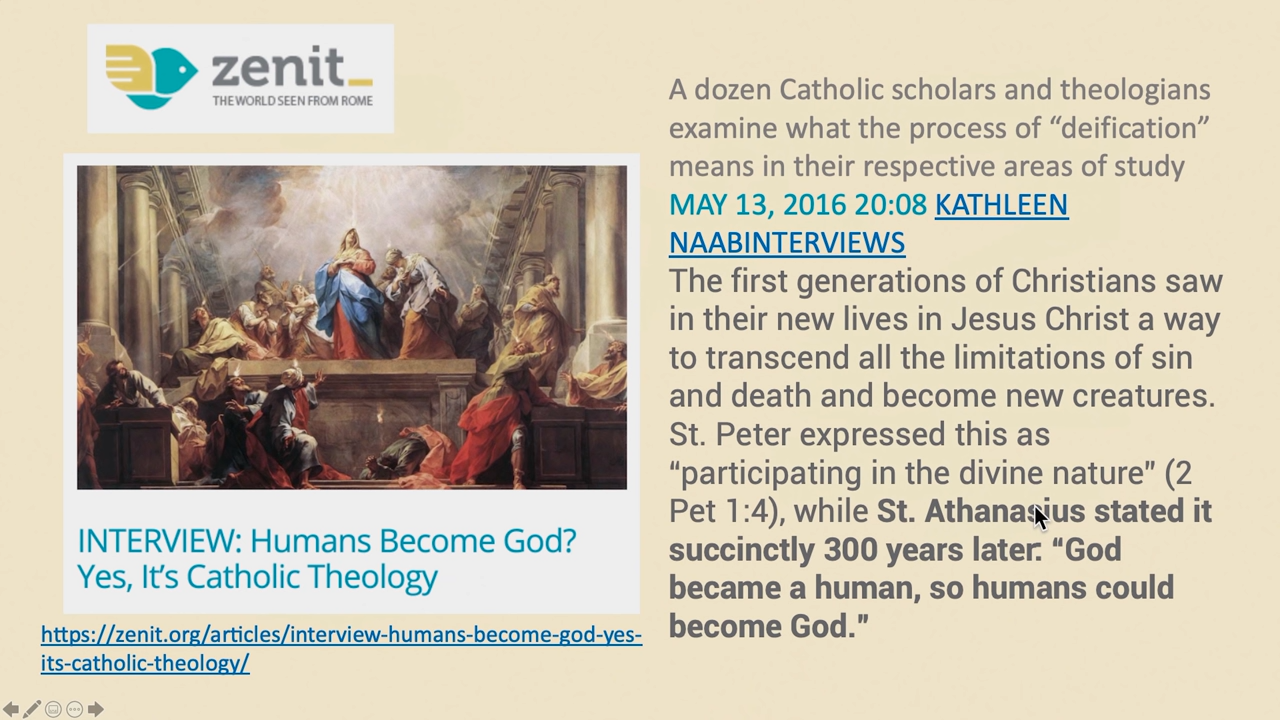 zenit_
THE WORLD SEEN FROM ROME
INTERVIEW: Humans Become God?
Yes, It’s Catholic Theology
https://zenit.org/articles/interview-humans-become-god-yes-
its-catholic-theology/
A dozen Catholic scholars and theologians
examine what the process of “deification”
means in their respective areas of study
MAY 13, 2016 20:08 KATHLEEN
NAABINTERVIEWS
The first generations of Christians saw
in their new lives in Jesus Christ a way
to transcend all the limitations of sin
and death and become new creatures.
St. Peter expressed this as
“participating in the divine nature” (2
Pet 1:4), while St. Athanasius stated it
succinctly 300 years later: “God
became a human, so humans could
become God.”